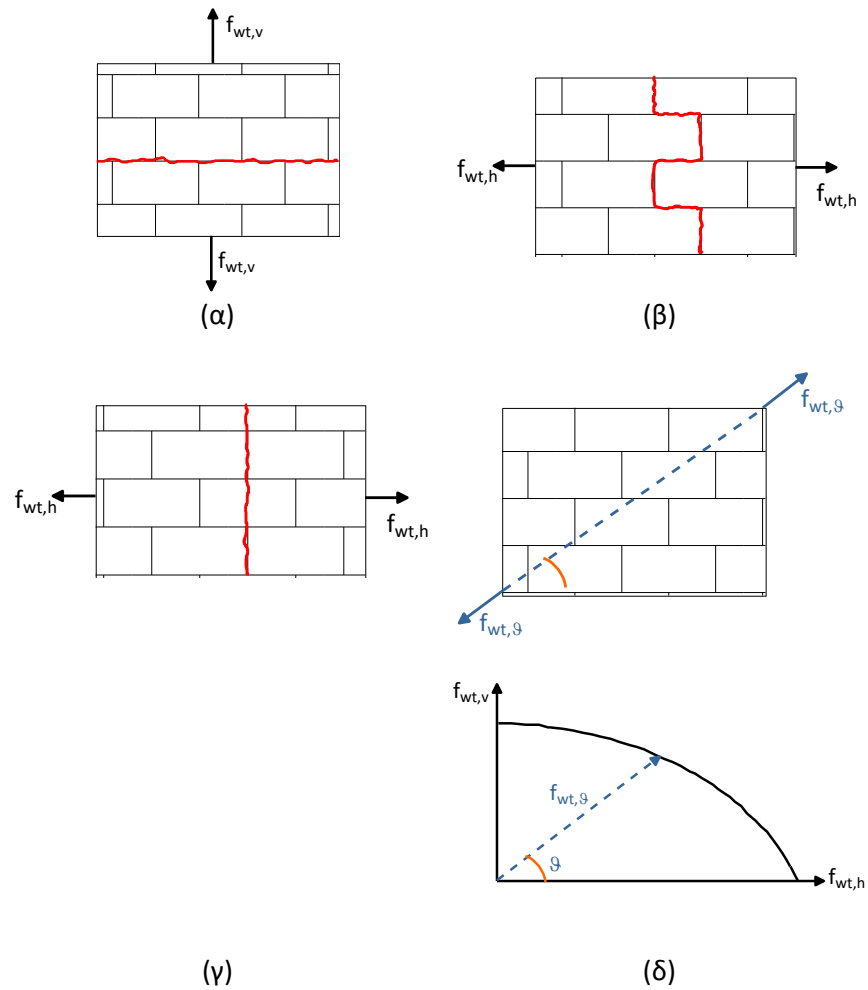 f_wt,v
f_wt,v
(α)
f_wt,h
f_wt,h
(β)
f_wt,h
f_wt,h
f_wt,ϑ
f_wt,ϑ
f_wt,v
f_wt,ϑ
ϑ
f_wt,h
(γ)
(δ)